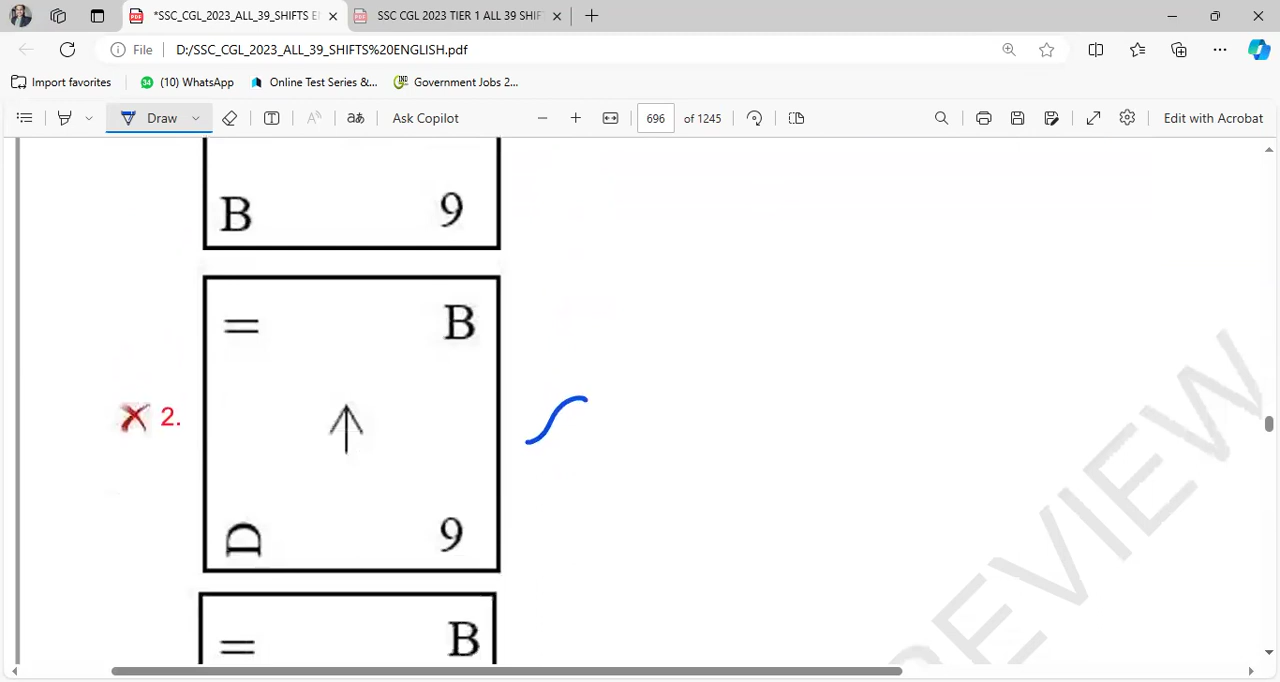 *SSC_CGL_2023_ALL_39_SHIFTS E
SSC CGL 2023 TIER 1 ALL 39 SHIF
File
D:/SSC_CGL_2023_ALL_39_SHIFTS%20ENGLISH.pdf
Import favorites
(10) WhatsApp
Online Test Series &...
Government Jobs 2...
Draw
Ask Copilot
696 of 1245
Edit with Acrobat
B 9
= B
2.
D 9
= B
REVIEW